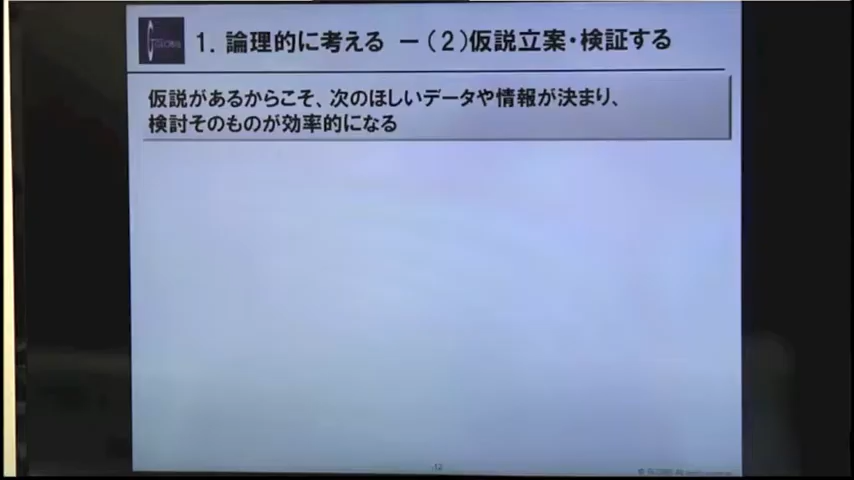 1. 論理的に考える －(2)仮説立案・検証する
仮説があるからこそ、次のほしいデータや情報が決まり、
検討そのものが効率的になる
12